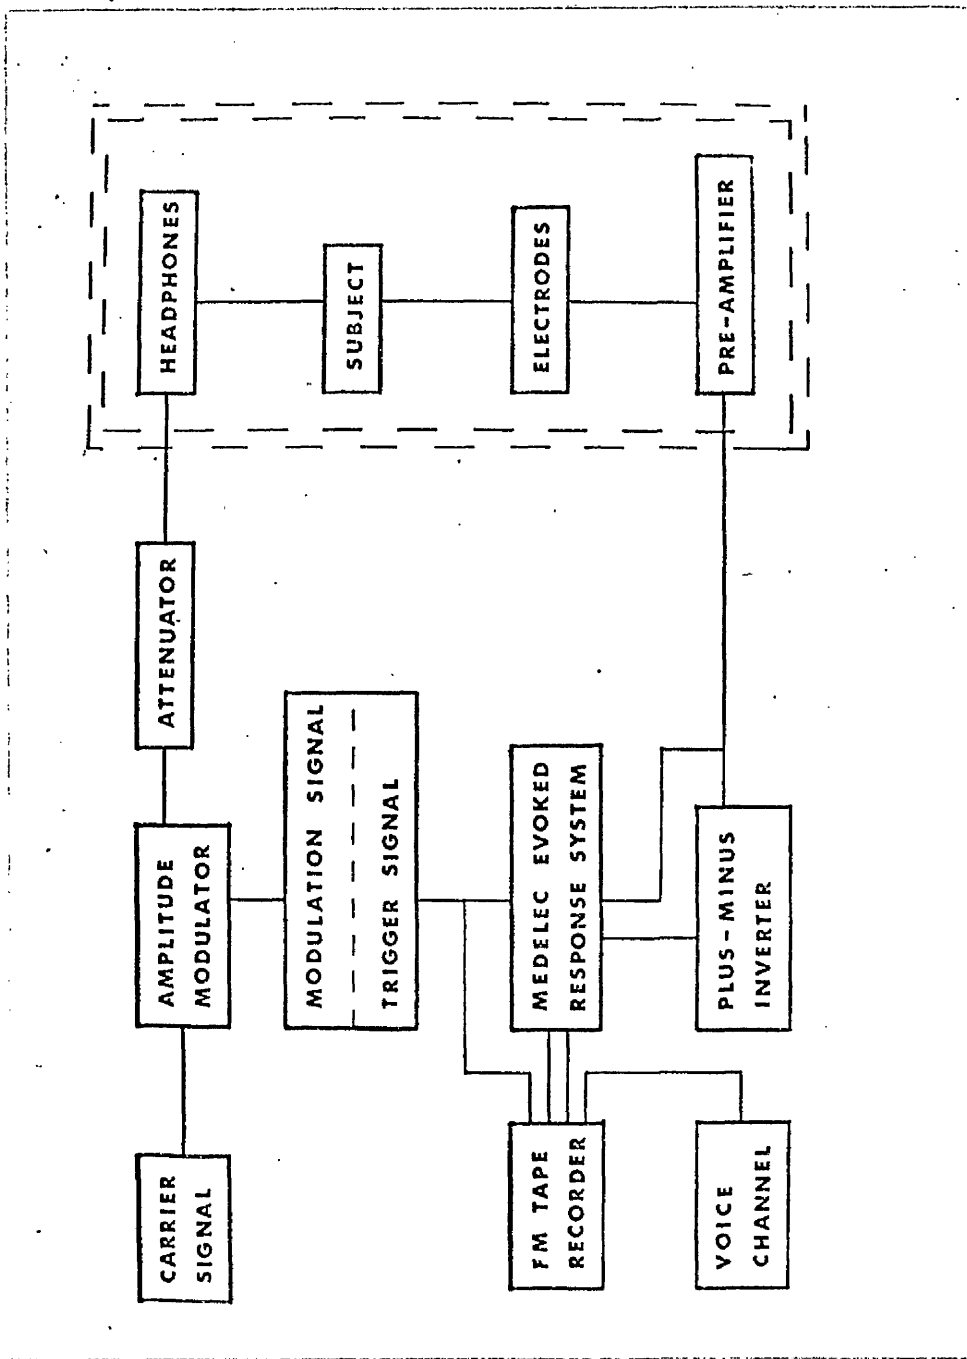 CARRIER
SIGNAL
AMPLITUDE
MODULATOR
ATTENUATOR
HEADPHONES
MODULATION SIGNAL
TRIGGER SIGNAL
SUBJECT
FM TAPE
RECORDER
MEDELEC EVOKED
RESPONSE SYSTEM
ELECTRODES
VOICE
CHANNEL
PLUS-MINUS
INVERTER
PRE-AMPLIFIER